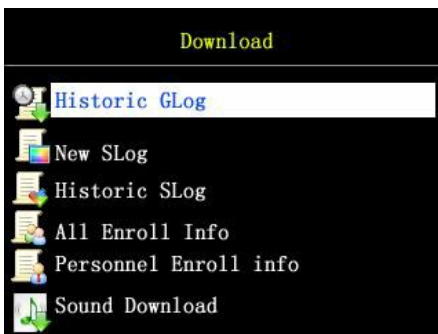 Download
Historic GLog
New SLog
Historic SLog
All Enroll Info
Personnel Enroll info
Sound Download